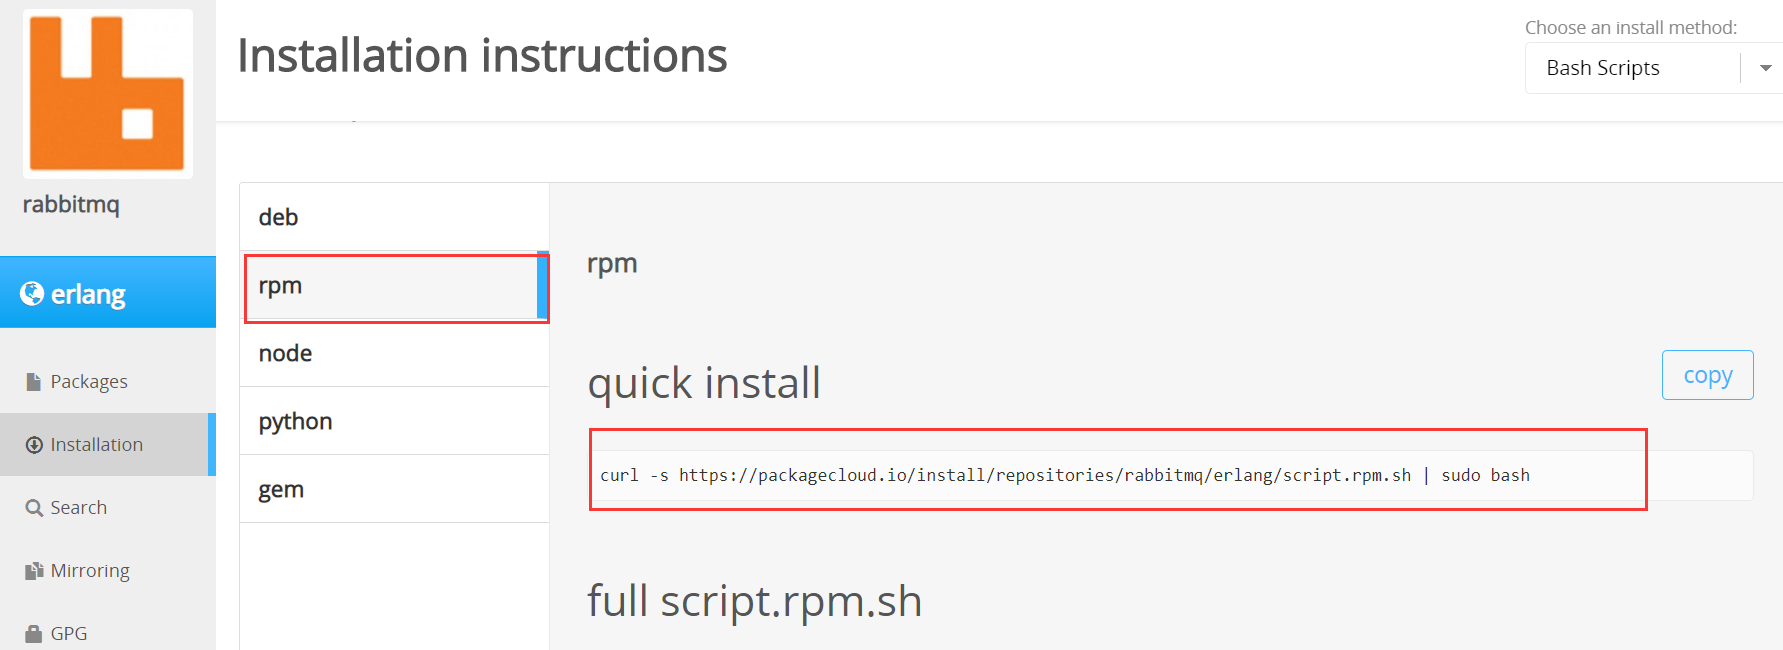 rabbitmq
erlang
Packages
Installation
Search
Mirroring
GPG
Installation instructions
Choose an install method:
Bash Scripts
deb
rpm
node
python
gem
rpm
quick install
copy
curl -s https://packagecloud.io/install/repositories/rabbitmq/erlang/script.rpm.sh | sudo bash
full script.rpm.sh